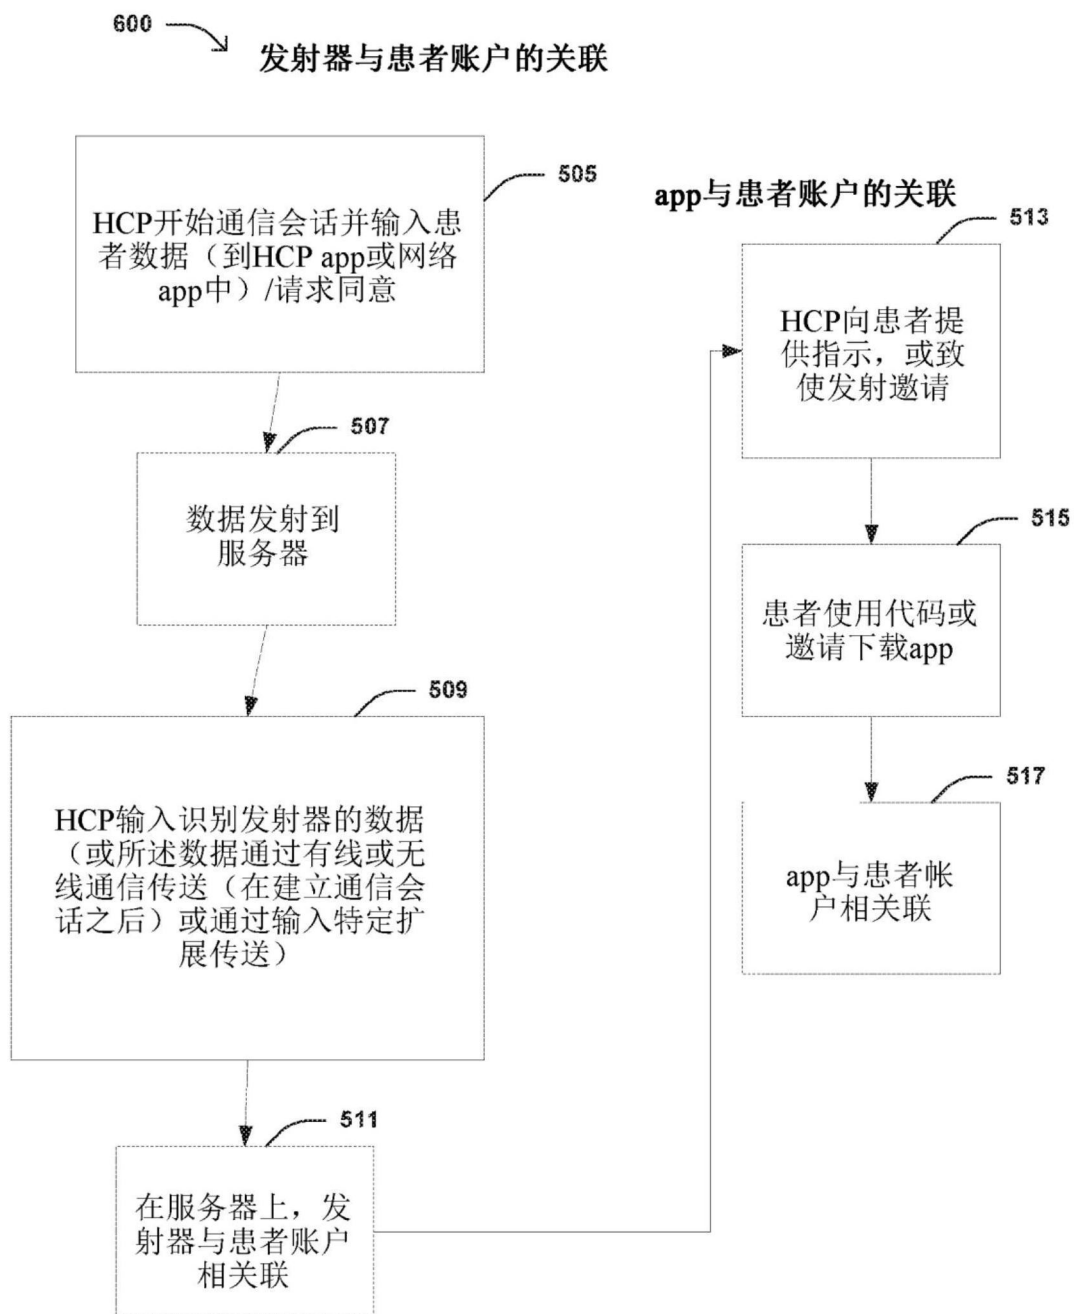 600
发射器与患者账户的关联
505
HCP开始通信会话并输入患
者数据（到HCP app或网络
app中）/请求同意
507
数据发射到
服务器
509
HCP输入识别发射器的数据
（或所述数据通过有线或无
线通信传送（在建立通信会
话之后）或通过输入特定扩
展传送）
511
在服务器上，发
射器与患者账户
相关联
app与患者账户的关联
513
HCP向患者提
供指示，或致
使发射邀请
515
患者使用代码或
邀请下载app
517
app与患者帐
户相关联